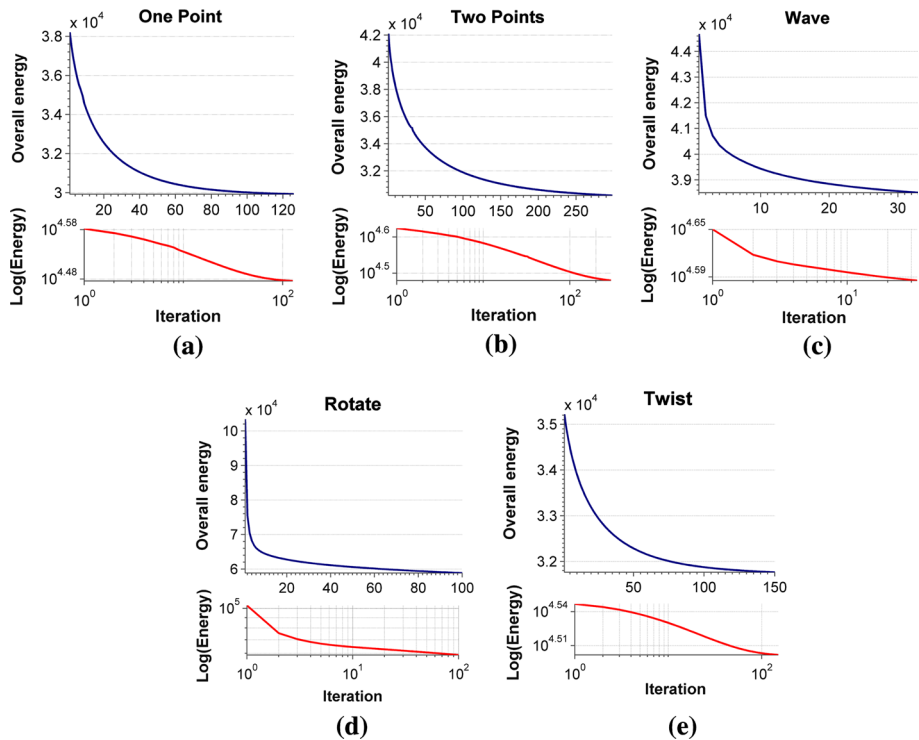 One Point
x 10^4
Overall energy
3.8
3.6
3.4
3.2
3
20 40 60 80 100 120
Log(Energy)
10^4.58
10^4.48
10^0 10^2
Iteration
(a)
Two Points
x 10^4
Overall energy
4.2
4
3.8
3.6
3.4
3.2
50 100 150 200 250
Log(Energy)
10^4.6
10^4.5
10^0 10^2
Iteration
(b)
Wave
x 10^4
Overall energy
4.4
4.3
4.2
4.1
4
3.9
10 20 30
Log(Energy)
10^4.65
10^4.59
10^0 10^1
Iteration
(c)
Rotate
x 10^4
Overall energy
10
9
8
7
6
20 40 60 80 100
Log(Energy)
10^5
10^0 10^1 10^2
Iteration
(d)
Twist
x 10^4
Overall energy
3.5
3.4
3.3
3.2
50 100 150
Log(Energy)
10^4.54
10^4.51
10^0 10^2
Iteration
(e)